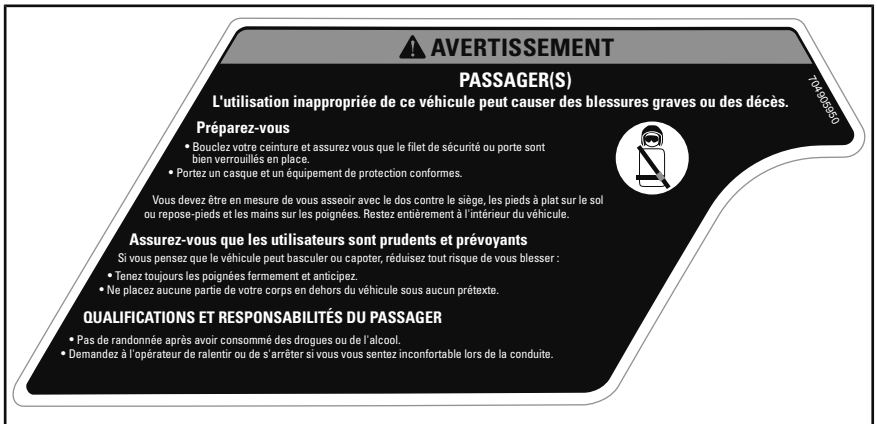 AVERTISSEMENT
PASSAGER(S)
L'utilisation inappropriée de ce véhicule peut causer des blessures graves ou des décès.
704905950
Préparez-vous
• Bouclez votre ceinture et assurez vous que le filet de sécurité ou porte sont
bien verrouillés en place.
• Portez un casque et un équipement de protection conformes.
Vous devez être en mesure de vous asseoir avec le dos contre le siège, les pieds à plat sur le sol
ou repose-pieds et les mains sur les poignées. Restez entièrement à l'intérieur du véhicule.
Assurez-vous que les utilisateurs sont prudents et prévoyants
Si vous pensez que le véhicule peut basculer ou capoter, réduisez tout risque de vous blesser :
• Tenez toujours les poignées fermement et anticipez.
• Ne placez aucune partie de votre corps en dehors du véhicule sous aucun prétexte.
QUALIFICATIONS ET RESPONSABILITÉS DU PASSAGER
• Pas de randonnée après avoir consommé des drogues ou de l'alcool.
• Demandez à l'opérateur de ralentir ou de s'arrêter si vous vous sentez inconfortable lors de la conduite.